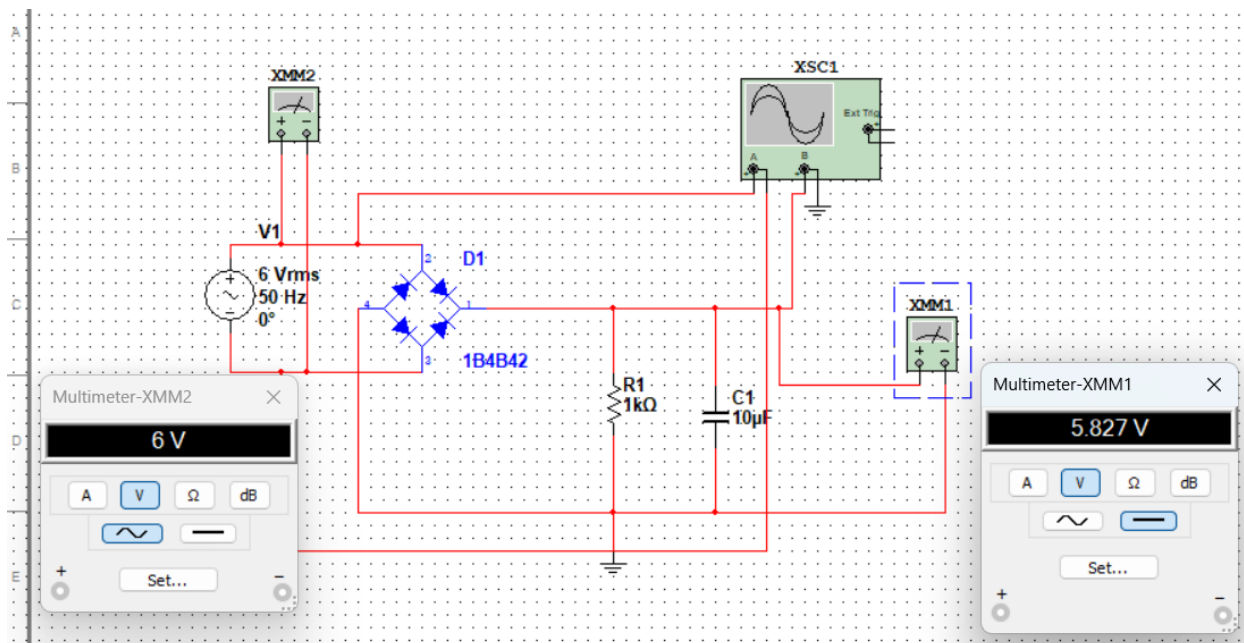 A
XMM2
XSC1
Ext Trig
+
+ −
A
B
B
V1
2
D1
6 Vrms
50 Hz
0°
4
1
C
XMM1
+ −
3
1B4B42
Multimeter-XMM2
6 V
A V Ω dB
Set...
+ −
R1
1kΩ
C1
10µF
Multimeter-XMM1
5.827 V
A V Ω dB
Set...
+ −
D
E